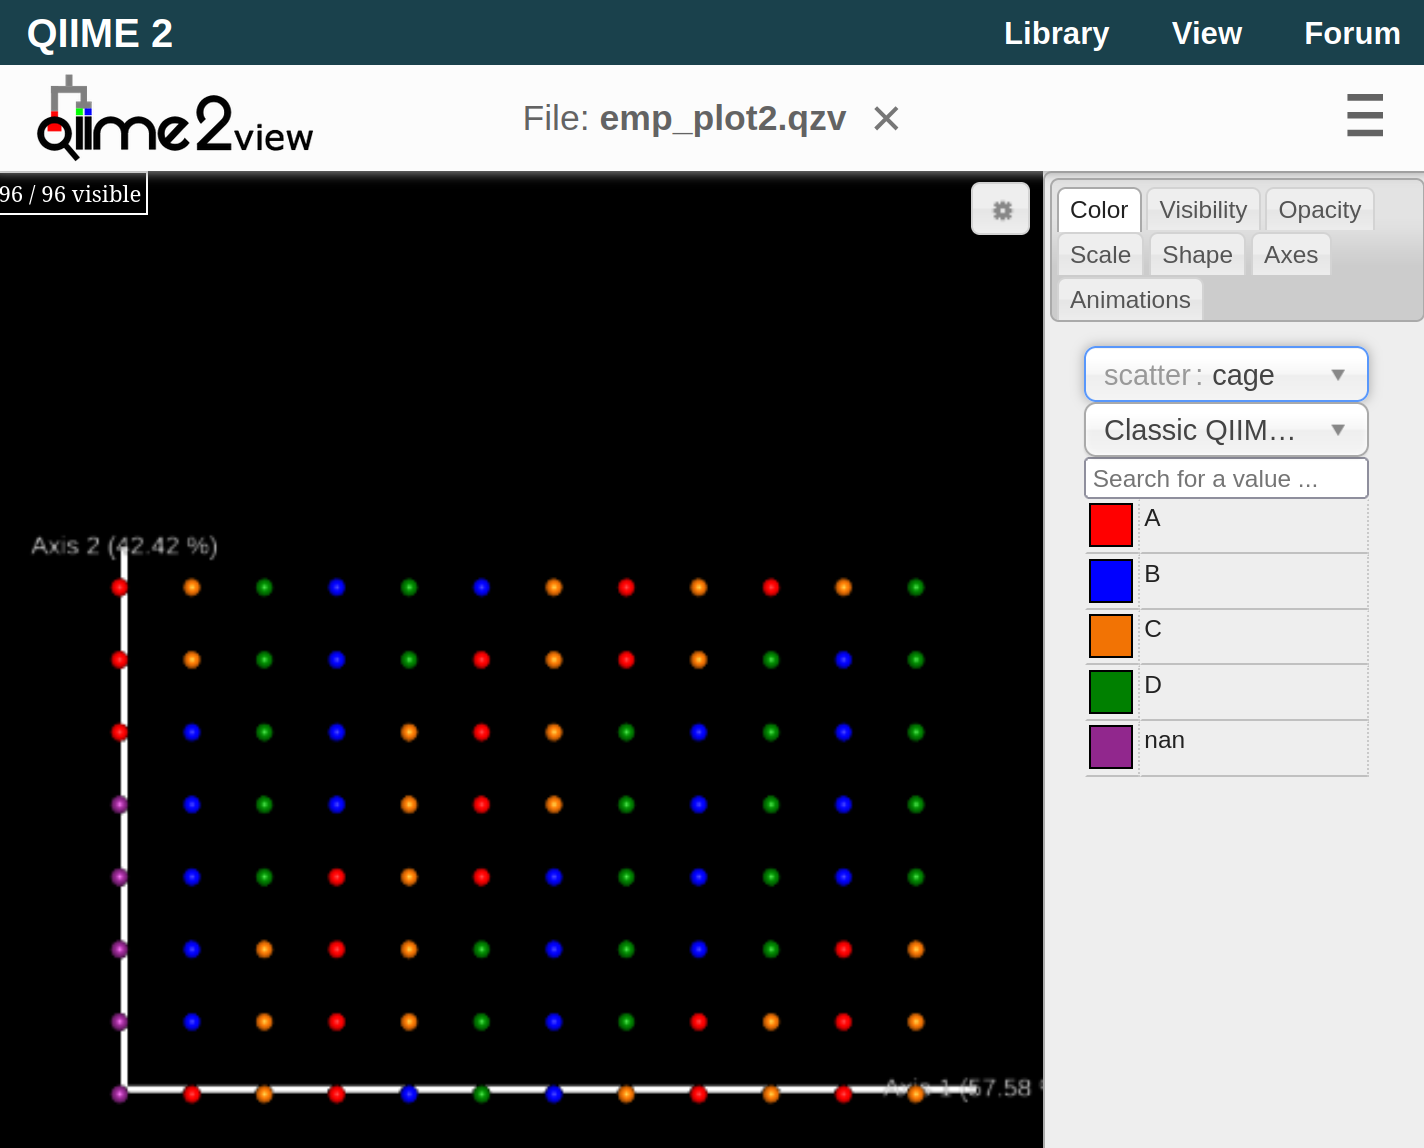 QIIME 2 Library View Forum
qiime2view File: emp_plot2.qzv ×
96 / 96 visible
Color Visibility Opacity
Scale Shape Axes
Animations
scatter: cage
Classic QIIM...
Search for a value ...
A
B
C
D
nan
Axis 2 (42.42 %)
Axis 1 (57.58 %